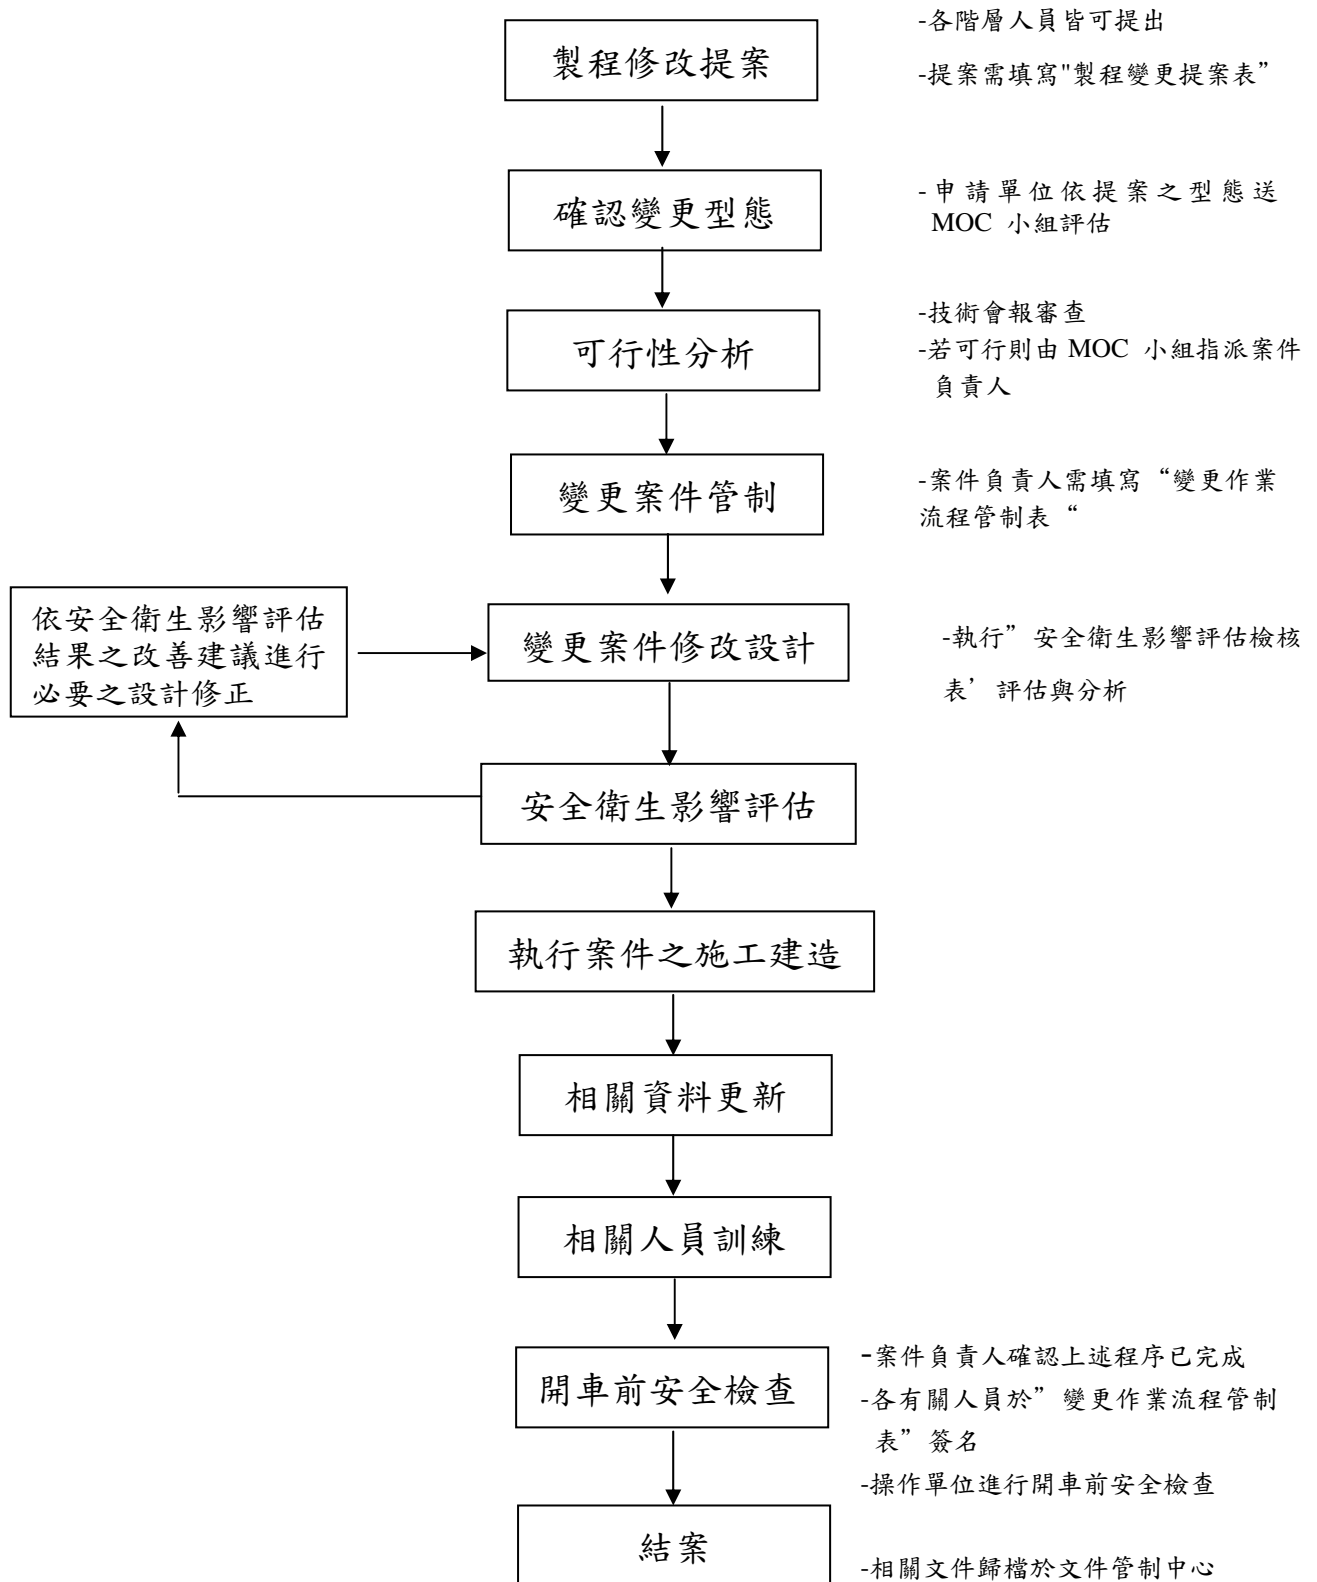 製程修改提案
-各階層人員皆可提出
-提案需填寫"製程變更提案表”
確認變更型態
-申請單位依提案之型態送
MOC 小組評估
可行性分析
-技術會報審查
-若可行則由 MOC 小組指派案件
負責人
變更案件管制
-案件負責人需填寫“變更作業
流程管制表“
依安全衛生影響評估
結果之改善建議進行
必要之設計修正
變更案件修改設計
-執行”安全衛生影響評估檢核
表’評估與分析
安全衛生影響評估
執行案件之施工建造
相關資料更新
相關人員訓練
開車前安全檢查
-案件負責人確認上述程序已完成
-各有關人員於”變更作業流程管制
表”簽名
-操作單位進行開車前安全檢查
結案
-相關文件歸檔於文件管制中心